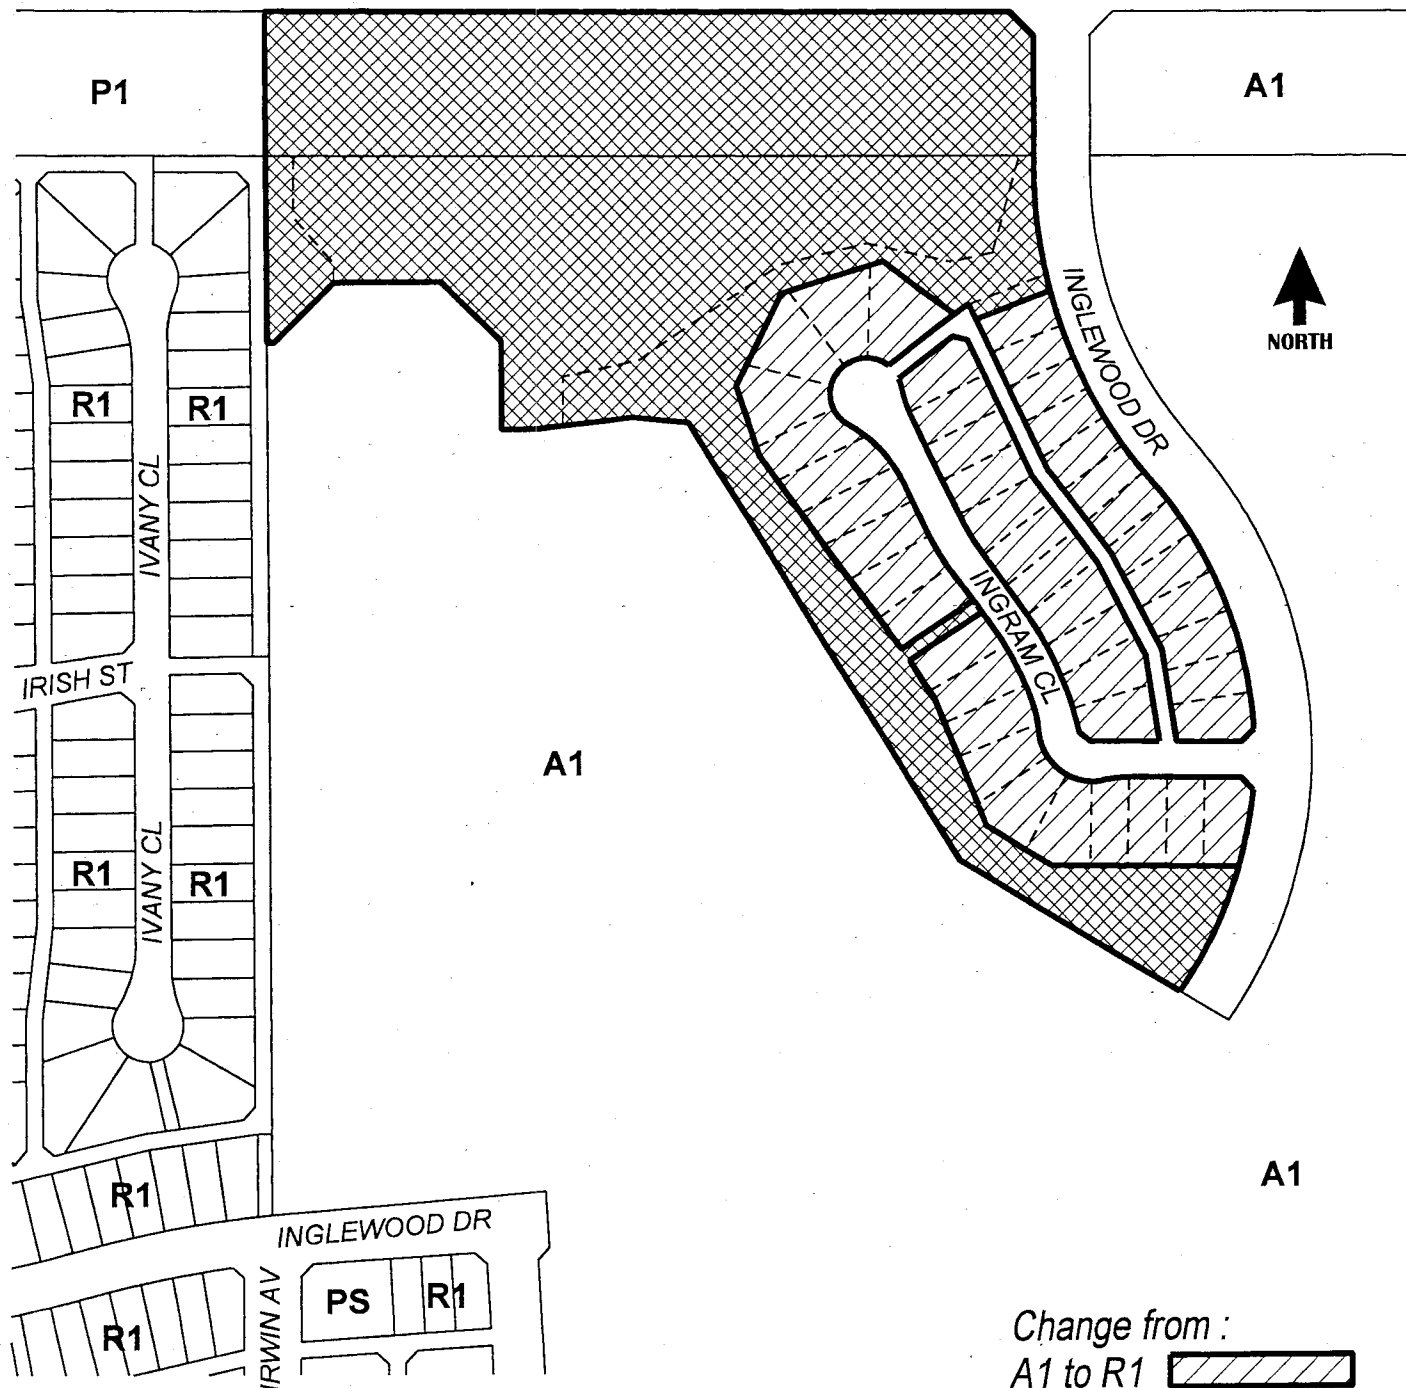 P1
A1
INGLEWOOD DR
NORTH
R1
R1
IVANY CL
INGRAM CL
IRISH ST
A1
IVANY CL
R1
R1
A1
R1
INGLEWOOD DR
IRWIN AV
PS
R1
R1
Change from :
A1 to R1